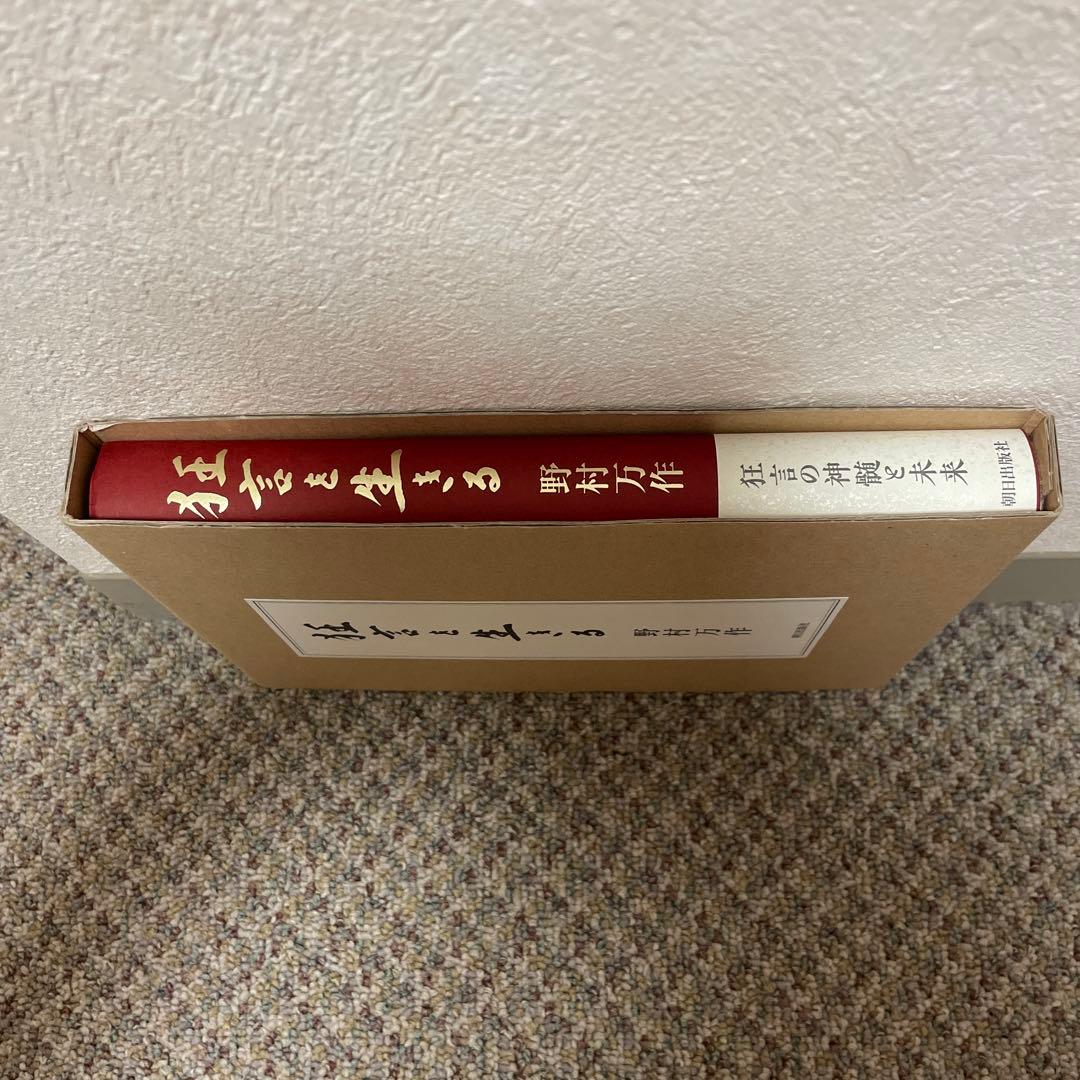 狂言を生きる
野村万作
狂言の神髄と未来
朝日出版社
狂言を生きる
野村万作